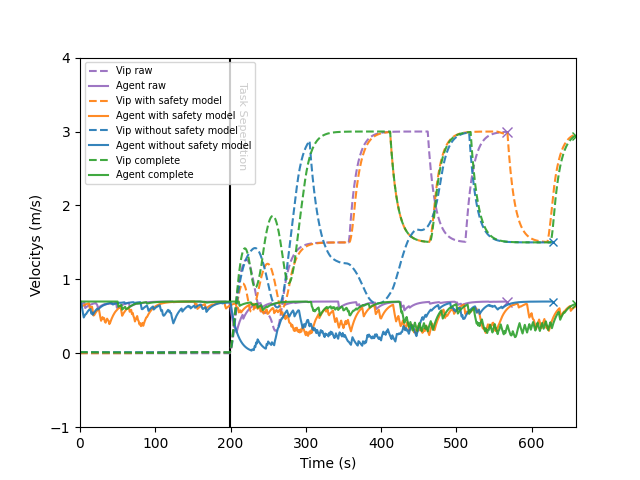 4
3
2
1
0
−1
Velocitys (m/s)
Vip raw
Agent raw
Vip with safety model
Agent with safety model
Vip without safety model
Agent without safety model
Vip complete
Agent complete
Task Separation
0 100 200 300 400 500 600
Time (s)